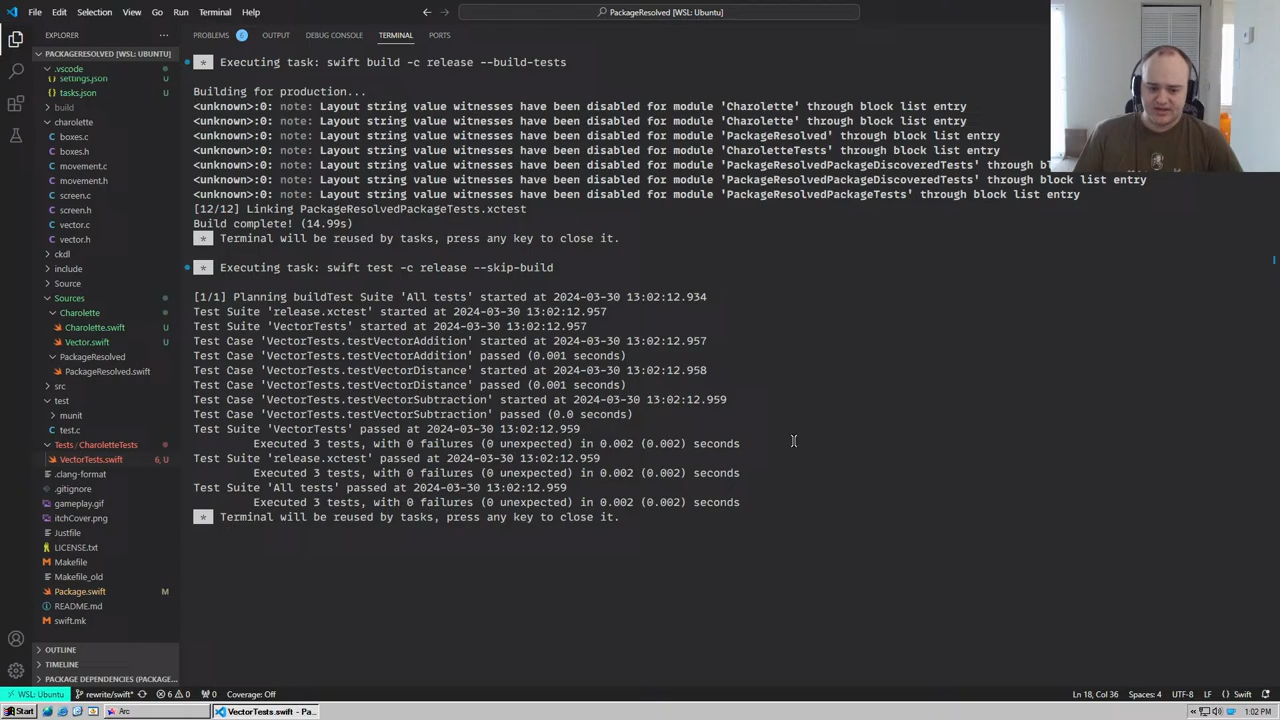 File Edit Selection View Go Run Terminal Help
PackageResolved [WSL: Ubuntu]
EXPLORER
PROBLEMS 6 OUTPUT DEBUG CONSOLE TERMINAL PORTS
PACKAGERESOLVED [WSL: UBUNTU]
.vscode
settings.json U
tasks.json U
build
charolette
boxes.c
boxes.h
movement.c
movement.h
screen.c
screen.h
vector.c
vector.h
ckdl
include
Source
Sources
Charolette
Charolette.swift U
Vector.swift U
PackageResolved
PackageResolved.swift
src
test
munit
test.c
Tests / CharoletteTests
VectorTests.swift 6, U
.clang-format
.gitignore
gameplay.gif
itchCover.png
Justfile
LICENSE.txt
Makefile
Makefile_old
Package.swift M
README.md
swift.mk
OUTLINE
TIMELINE
PACKAGE DEPENDENCIES (PACKAG...
* Executing task: swift build -c release --build-tests
Building for production...
<unknown>:0: note: Layout string value witnesses have been disabled for module 'Charolette' through block list entry
<unknown>:0: note: Layout string value witnesses have been disabled for module 'Charolette' through block list entry
<unknown>:0: note: Layout string value witnesses have been disabled for module 'PackageResolved' through block list entry
<unknown>:0: note: Layout string value witnesses have been disabled for module 'CharoletteTests' through block list entry
<unknown>:0: note: Layout string value witnesses have been disabled for module 'PackageResolvedPackageDiscoveredTests' through bl
<unknown>:0: note: Layout string value witnesses have been disabled for module 'PackageResolvedPackageDiscoveredTests' through block list entry
<unknown>:0: note: Layout string value witnesses have been disabled for module 'PackageResolvedPackageTests' through block list entry
[12/12] Linking PackageResolvedPackageTests.xctest
Build complete! (14.99s)
* Terminal will be reused by tasks, press any key to close it.
* Executing task: swift test -c release --skip-build
[1/1] Planning buildTest Suite 'All tests' started at 2024-03-30 13:02:12.934
Test Suite 'release.xctest' started at 2024-03-30 13:02:12.957
Test Suite 'VectorTests' started at 2024-03-30 13:02:12.957
Test Case 'VectorTests.testVectorAddition' started at 2024-03-30 13:02:12.957
Test Case 'VectorTests.testVectorAddition' passed (0.001 seconds)
Test Case 'VectorTests.testVectorDistance' started at 2024-03-30 13:02:12.958
Test Case 'VectorTests.testVectorDistance' passed (0.001 seconds)
Test Case 'VectorTests.testVectorSubtraction' started at 2024-03-30 13:02:12.959
Test Case 'VectorTests.testVectorSubtraction' passed (0.0 seconds)
Test Suite 'VectorTests' passed at 2024-03-30 13:02:12.959
Executed 3 tests, with 0 failures (0 unexpected) in 0.002 (0.002) seconds
Test Suite 'release.xctest' passed at 2024-03-30 13:02:12.959
Executed 3 tests, with 0 failures (0 unexpected) in 0.002 (0.002) seconds
Test Suite 'All tests' passed at 2024-03-30 13:02:12.959
Executed 3 tests, with 0 failures (0 unexpected) in 0.002 (0.002) seconds
* Terminal will be reused by tasks, press any key to close it.
WSL: Ubuntu rewrite/swift* 6 0 0 Coverage: Off
Ln 18, Col 36 Spaces: 4 UTF-8 LF {} Swift
Start Arc VectorTests.swift - Pa...
1:02 PM